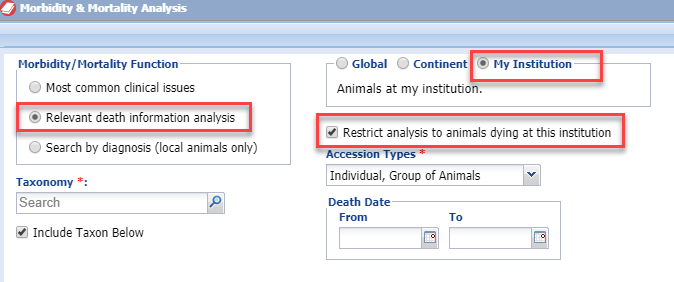 Morbidity & Mortality Analysis
Morbidity/Mortality Function
Most common clinical issues
Relevant death information analysis
Search by diagnosis (local animals only)
Taxonomy *:
Search
Include Taxon Below
Global Continent My Institution
Animals at my institution.
Restrict analysis to animals dying at this institution
Accession Types *
Individual, Group of Animals
Death Date
From To